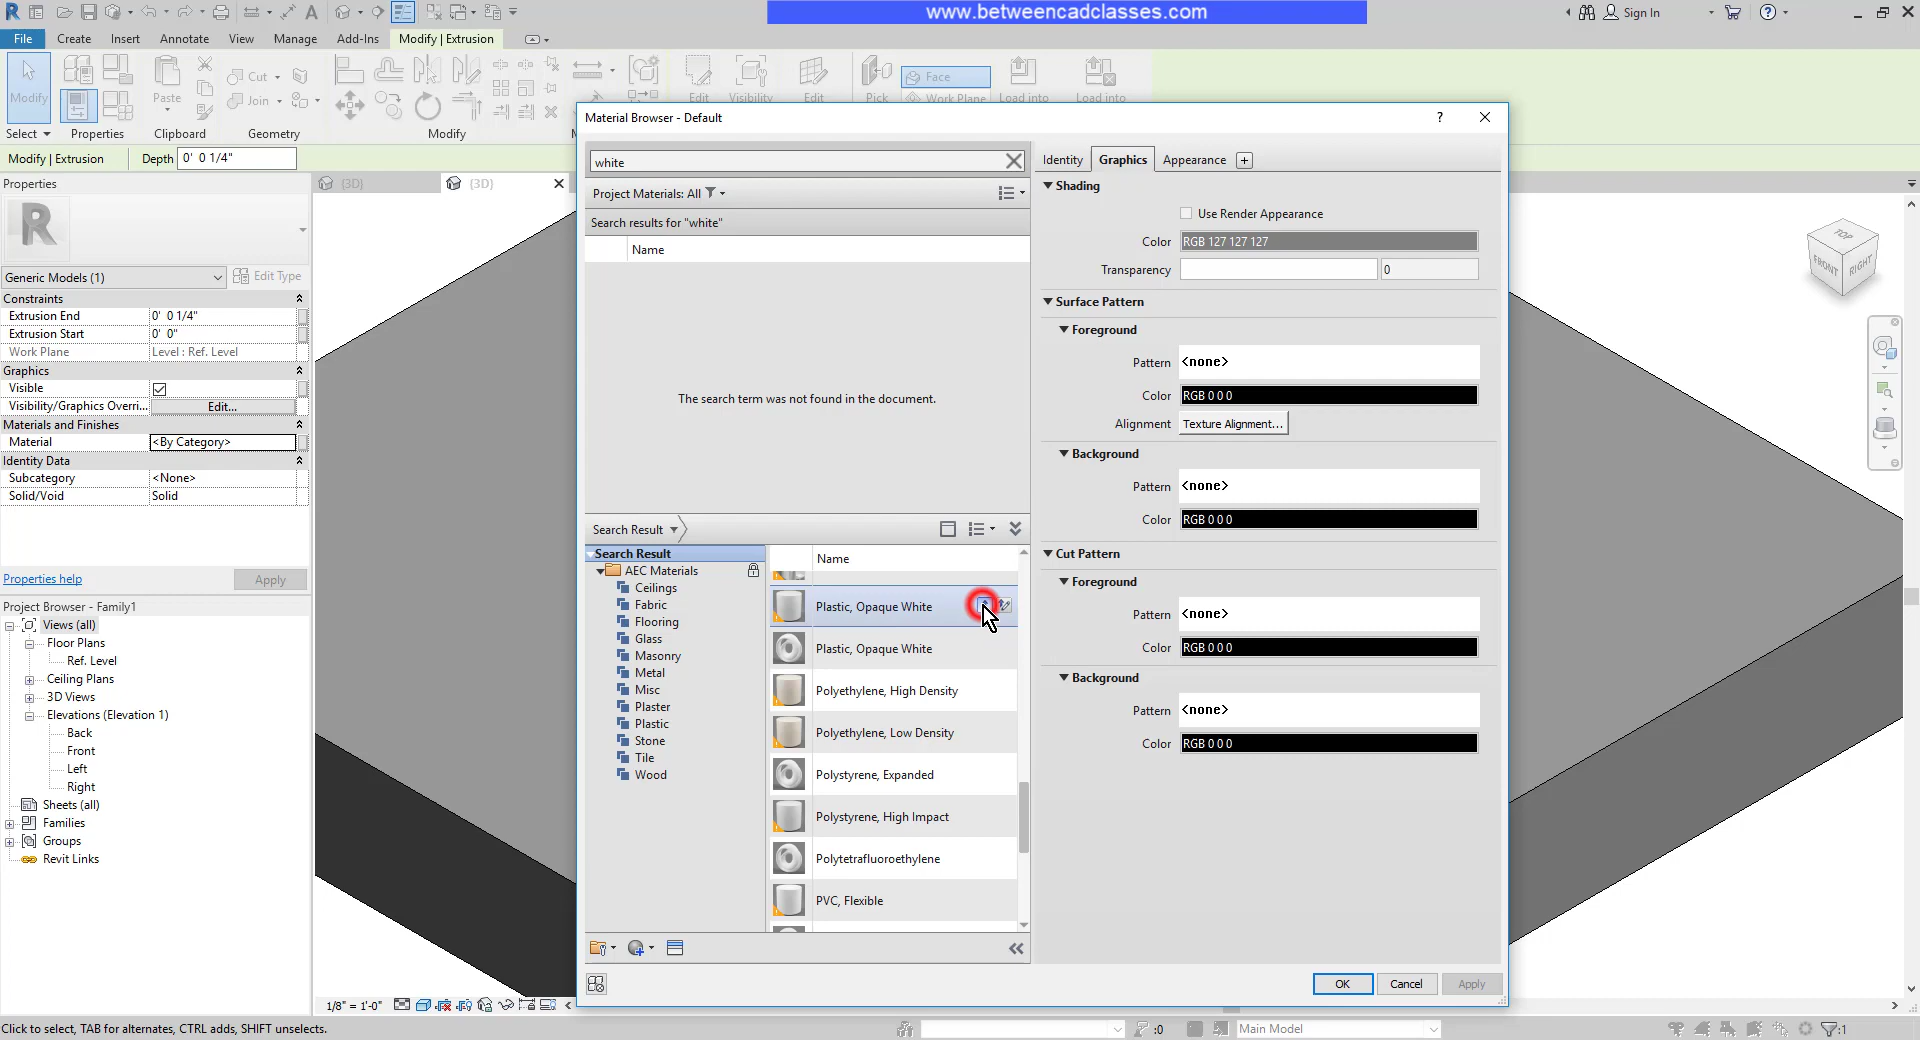 www.betweencadclasses.com
Sign In
File
Create
Insert
Annotate
View
Manage
Add-Ins
Modify | Extrusion
Modify
Select
Properties
Paste
Clipboard
Cut
Join
Geometry
Modify
Edit
Visibility
Edit
Pick
Face
Work Plane
Load into
Load into
Modify | Extrusion
Depth
0' 0 1/4"
Properties
{3D}
{3D}
Generic Models (1)
Edit Type
Constraints
Extrusion End
0' 0 1/4"
Extrusion Start
0' 0"
Work Plane
Level : Ref. Level
Graphics
Visible
Visibility/Graphics Overri...
Edit...
Materials and Finishes
Material
<By Category>
Identity Data
Subcategory
<None>
Solid/Void
Solid
Properties help
Apply
Project Browser - Family1
Views (all)
Floor Plans
Ref. Level
Ceiling Plans
3D Views
Elevations (Elevation 1)
Back
Front
Left
Right
Sheets (all)
Families
Groups
Revit Links
Material Browser - Default
?
white
Project Materials: All
Search results for "white"
Name
The search term was not found in the document.
Search Result
Search Result
AEC Materials
Ceilings
Fabric
Flooring
Glass
Masonry
Metal
Misc
Plaster
Plastic
Stone
Tile
Wood
Name
Plastic, Opaque White
Plastic, Opaque White
Polyethylene, High Density
Polyethylene, Low Density
Polystyrene, Expanded
Polystyrene, High Impact
Polytetrafluoroethylene
PVC, Flexible
Identity
Graphics
Appearance
Shading
Use Render Appearance
Color
RGB 127 127 127
Transparency
0
Surface Pattern
Foreground
Pattern
<none>
Color
RGB 0 0 0
Alignment
Texture Alignment...
Background
Pattern
<none>
Color
RGB 0 0 0
Cut Pattern
Foreground
Pattern
<none>
Color
RGB 0 0 0
Background
Pattern
<none>
Color
RGB 0 0 0
OK
Cancel
Apply
TOP
FRONT
RIGHT
1/8" = 1'-0"
Click to select, TAB for alternates, CTRL adds, SHIFT unselects.
:0
Main Model
:1